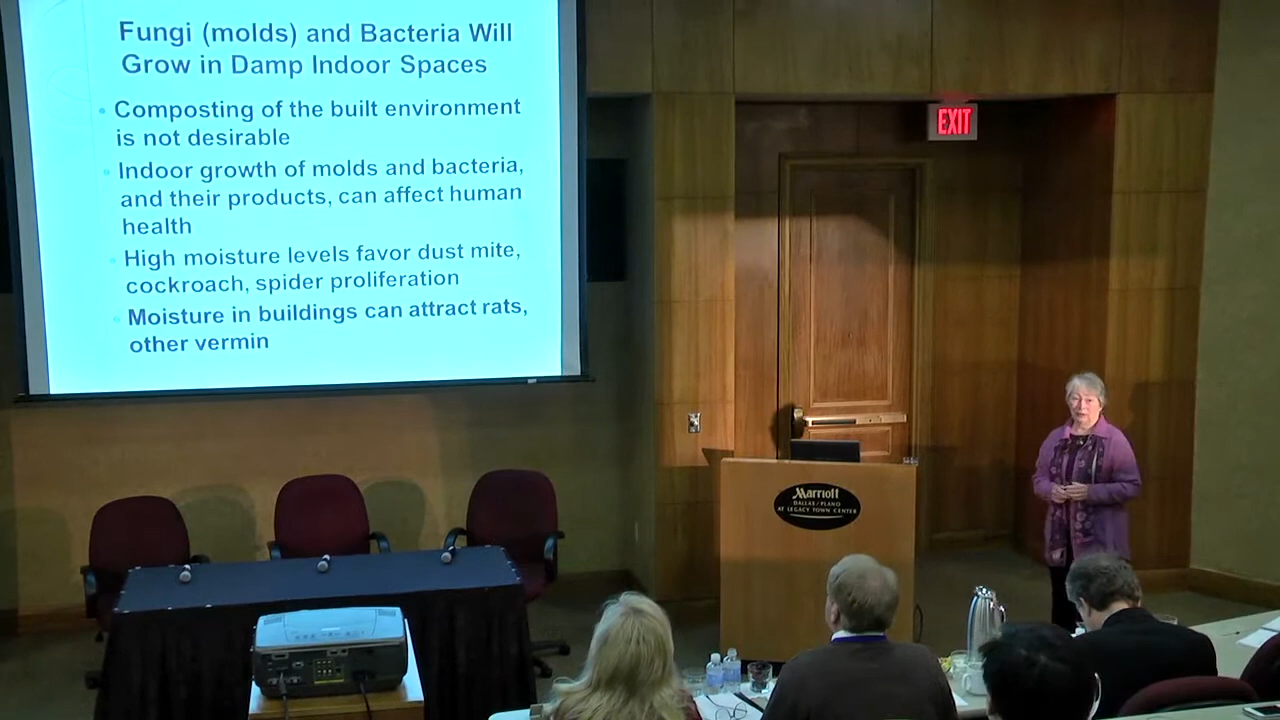 Fungi (molds) and Bacteria Will
Grow in Damp Indoor Spaces
Composting of the built environment
is not desirable
Indoor growth of molds and bacteria,
and their products, can affect human
health
High moisture levels favor dust mite,
cockroach, spider proliferation
Moisture in buildings can attract rats,
other vermin
EXIT
Marriott
DALLAS/PLANO
AT LEGACY TOWN CENTER